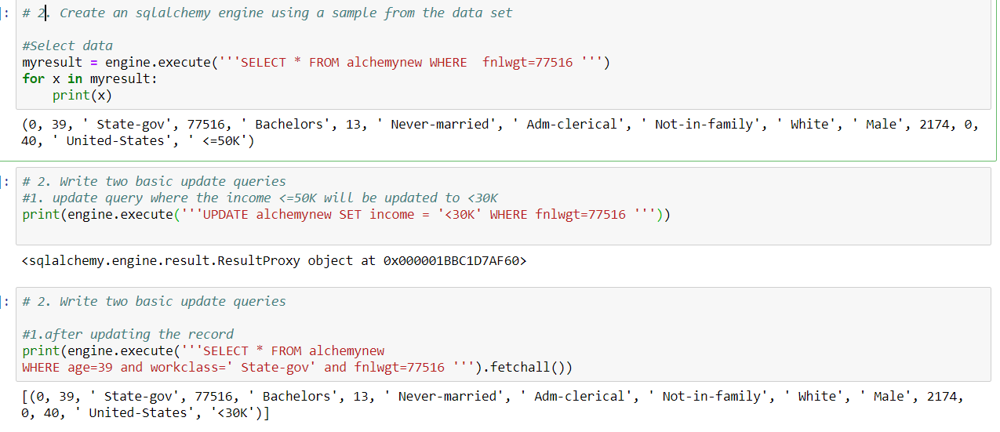 ]: # 2. Create an sqlalchemy engine using a sample from the data set
#Select data
myresult = engine.execute('''SELECT * FROM alchemynew WHERE  fnlwgt=77516 ''')
for x in myresult:
    print(x)
(0, 39, ' State-gov', 77516, ' Bachelors', 13, ' Never-married', ' Adm-clerical', ' Not-in-family', ' White', ' Male', 2174, 0,
40, ' United-States', ' <=50K')
]: # 2. Write two basic update queries
#1. update query where the income <=50K will be updated to <30K
print(engine.execute('''UPDATE alchemynew SET income = '<30K' WHERE fnlwgt=77516 '''))
<sqlalchemy.engine.result.ResultProxy object at 0x000001BBC1D7AF60>
]: # 2. Write two basic update queries
#1.after updating the record
print(engine.execute('''SELECT * FROM alchemynew
WHERE age=39 and workclass=' State-gov' and fnlwgt=77516 ''').fetchall())
[(0, 39, ' State-gov', 77516, ' Bachelors', 13, ' Never-married', ' Adm-clerical', ' Not-in-family', ' White', ' Male', 2174,
0, 40, ' United-States', '<30K')]